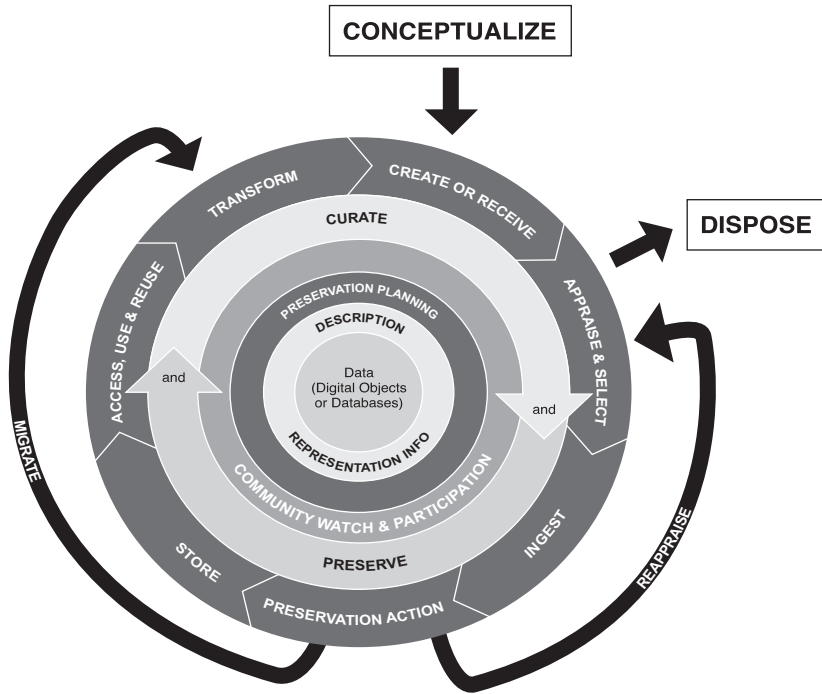 CONCEPTUALIZE
TRANSFORM
CREATE OR RECEIVE
DISPOSE
CURATE
ACCESS, USE & REUSE
APPRAISE & SELECT
PRESERVATION PLANNING
DESCRIPTION
Data
(Digital Objects
or Databases)
and
and
REPRESENTATION INFO
COMMUNITY WATCH & PARTICIPATION
MIGRATE
PRESERVE
STORE
INGEST
REAPPRAISE
PRESERVATION ACTION